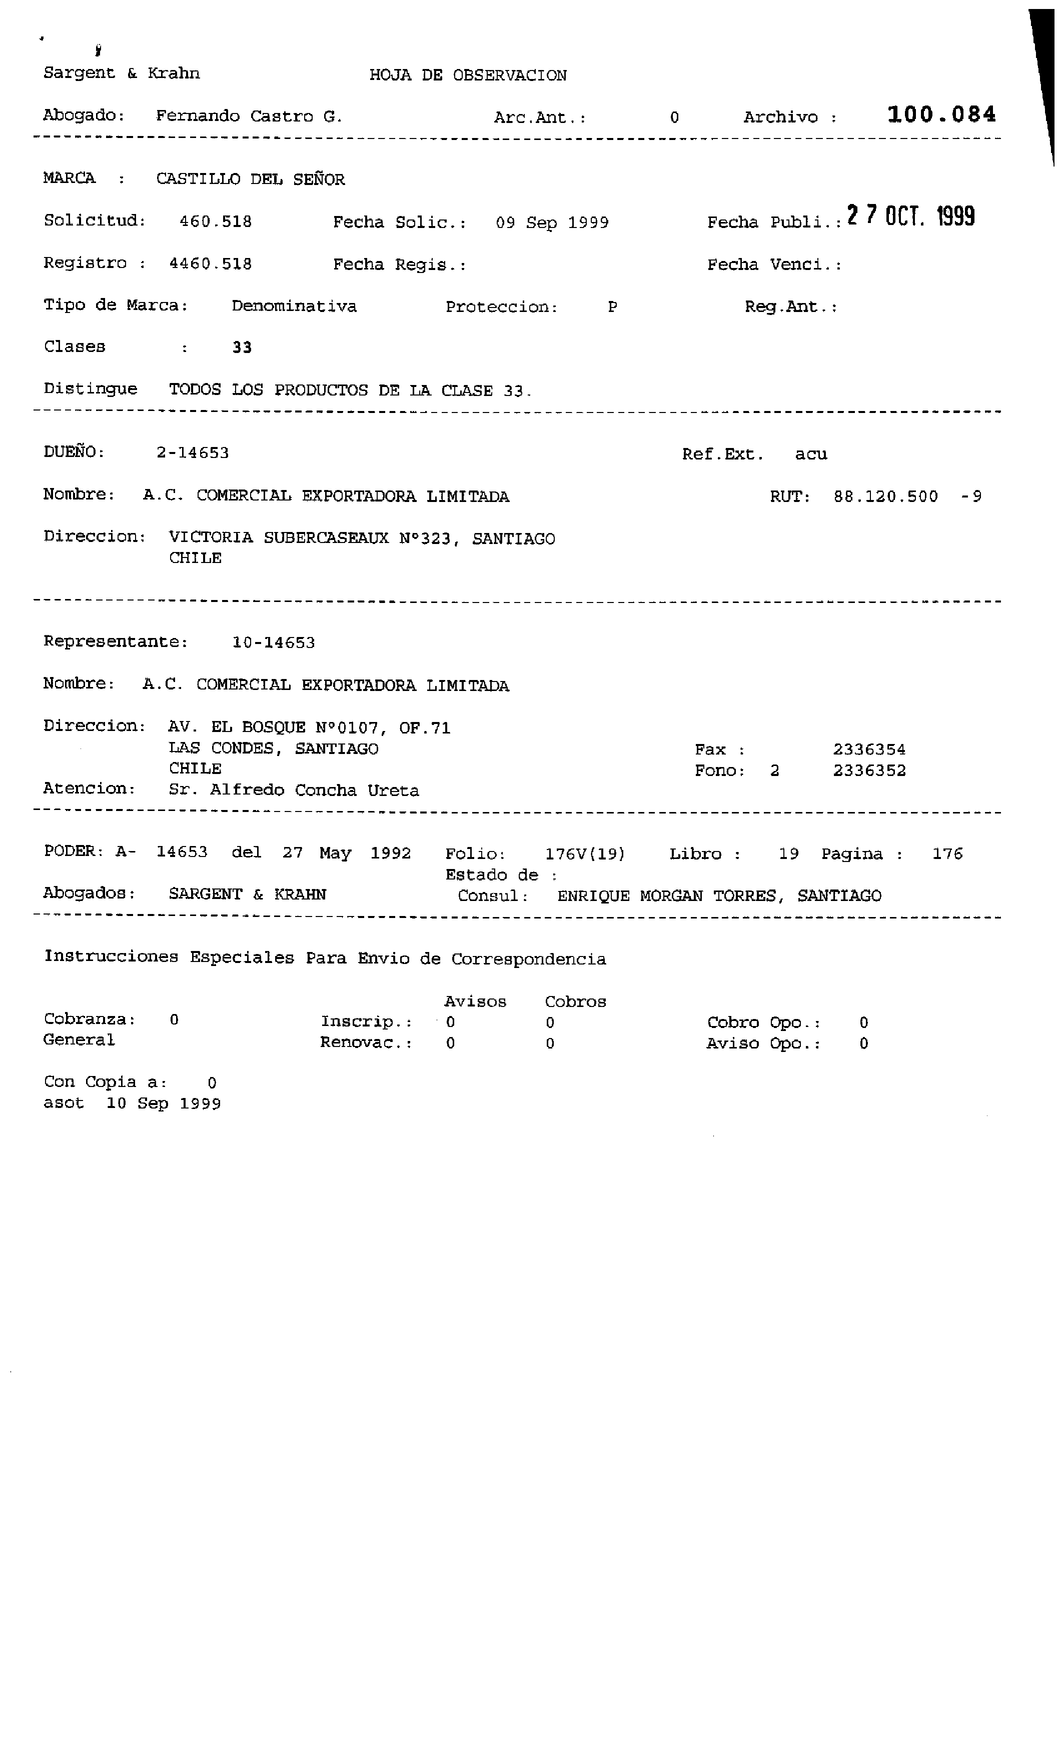 Sargent & Krahn HOJA DE OBSERVACION
Abogado: Fernando Castro G. Arc.Ant.: 0 Archivo : 100.084
MARCA : CASTILLO DEL SEÑOR
Solicitud: 460.518 Fecha Solic.: 09 Sep 1999 Fecha Publi.: 27 OCT. 1999
Registro : 4460.518 Fecha Regis.: Fecha Venci.:
Tipo de Marca: Denominativa Proteccion: P Reg.Ant.:
Clases : 33
Distingue TODOS LOS PRODUCTOS DE LA CLASE 33.
DUEÑO: 2-14653 Ref.Ext. acu
Nombre: A.C. COMERCIAL EXPORTADORA LIMITADA RUT: 88.120.500 -9
Direccion: VICTORIA SUBERCASEAUX Nº323, SANTIAGO
CHILE
Representante: 10-14653
Nombre: A.C. COMERCIAL EXPORTADORA LIMITADA
Direccion: AV. EL BOSQUE Nº0107, OF.71
LAS CONDES, SANTIAGO Fax : 2336354
CHILE Fono: 2 2336352
Atencion: Sr. Alfredo Concha Ureta
PODER: A- 14653 del 27 May 1992 Folio: 176V(19) Libro : 19 Pagina : 176
Estado de :
Abogados: SARGENT & KRAHN Consul: ENRIQUE MORGAN TORRES, SANTIAGO
Instrucciones Especiales Para Envio de Correspondencia
Avisos Cobros
Cobranza: 0 Inscrip.: 0 0 Cobro Opo.: 0
General Renovac.: 0 0 Aviso Opo.: 0
Con Copia a: 0
asot 10 Sep 1999